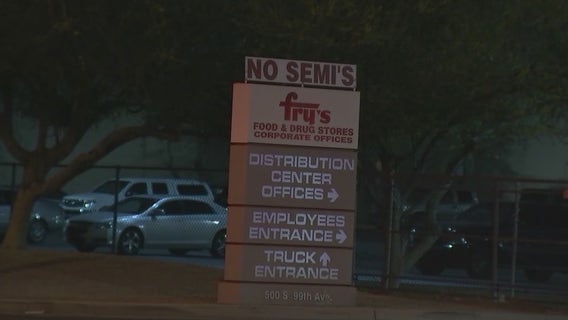 NO SEMI'S
fry's
FOOD & DRUG STORES
CORPORATE OFFICES
DISTRIBUTION
CENTER
OFFICES →
EMPLOYEES
ENTRANCE →
TRUCK ↑
ENTRANCE
500 S. 99th Ave.